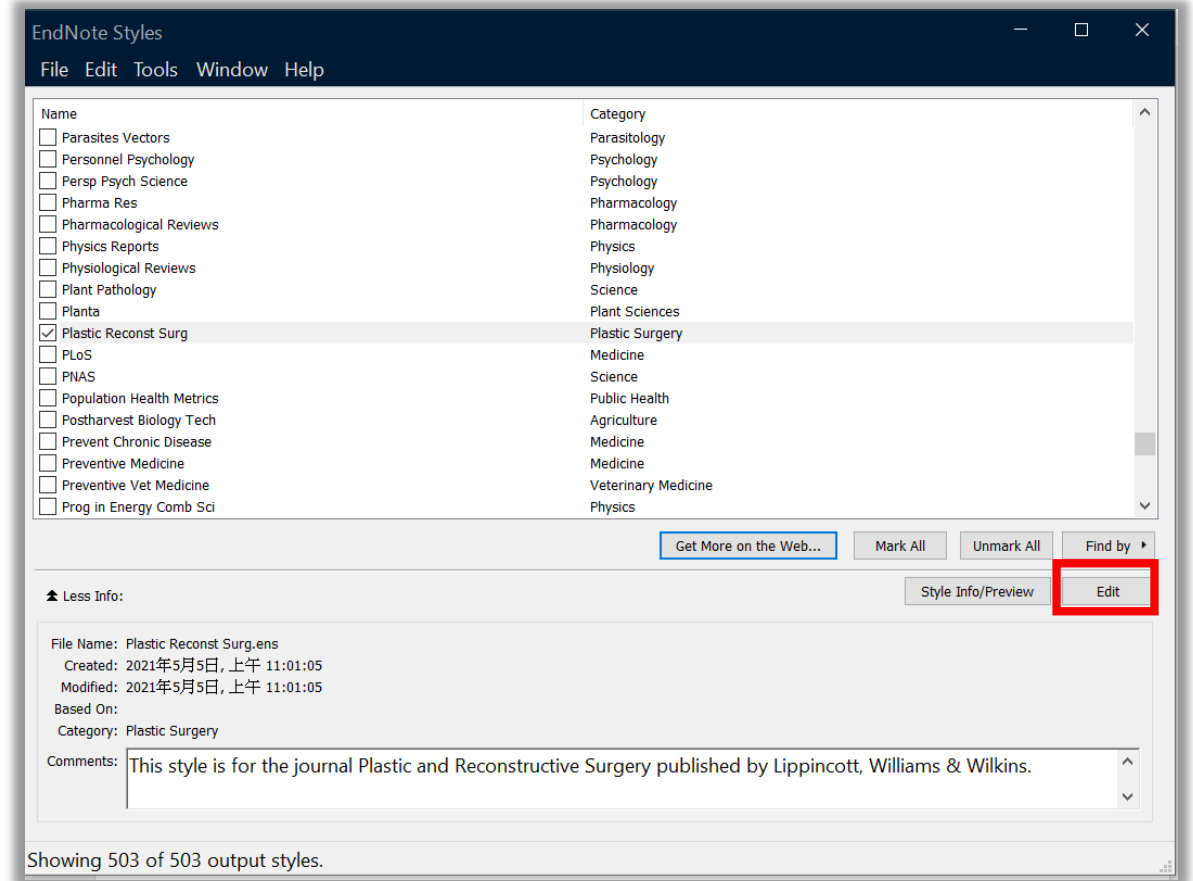 EndNote Styles
File Edit Tools Window Help
Name Category
Parasites Vectors Parasitology
Personnel Psychology Psychology
Persp Psych Science Psychology
Pharma Res Pharmacology
Pharmacological Reviews Pharmacology
Physics Reports Physics
Physiological Reviews Physiology
Plant Pathology Science
Planta Plant Sciences
Plastic Reconst Surg Plastic Surgery
PLoS Medicine
PNAS Science
Population Health Metrics Public Health
Postharvest Biology Tech Agriculture
Prevent Chronic Disease Medicine
Preventive Medicine Medicine
Preventive Vet Medicine Veterinary Medicine
Prog in Energy Comb Sci Physics
Get More on the Web... Mark All Unmark All Find by
Less Info: Style Info/Preview Edit
File Name: Plastic Reconst Surg.ens
Created: 2021年5月5日, 上午 11:01:05
Modified: 2021年5月5日, 上午 11:01:05
Based On:
Category: Plastic Surgery
Comments: This style is for the journal Plastic and Reconstructive Surgery published by Lippincott, Williams & Wilkins.
Showing 503 of 503 output styles.